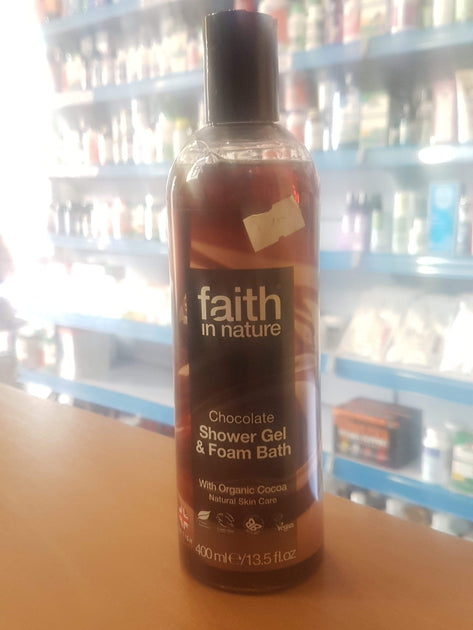 faith
in nature
Chocolate
Shower Gel
& Foam Bath
With Organic Cocoa
Natural Skin Care
Vegan
400 ml ℮/13.5 fl.oz